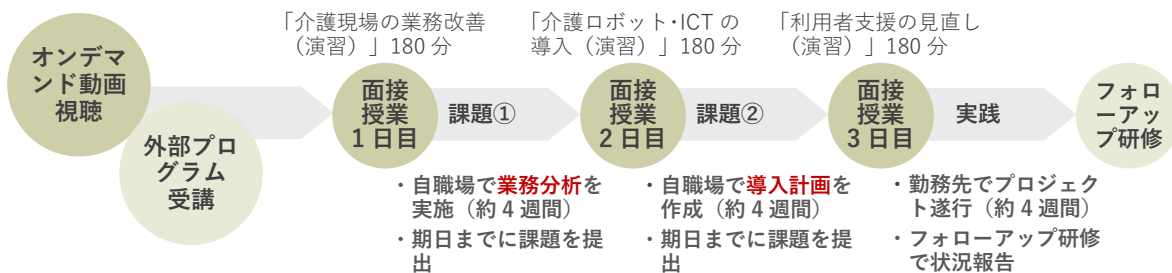 オンデマ
ンド動画
視聴
外部プロ
グラム
受講
「介護現場の業務改善
（演習）」180 分
面接
授業
1 日目
課題①
・自職場で業務分析を
実施（約 4 週間）
・期日までに課題を提
出
「介護ロボット・ICT の
導入（演習）」180 分
面接
授業
2 日目
課題②
・自職場で導入計画を
作成（約 4 週間）
・期日までに課題を提
出
「利用者支援の見直し
（演習）」180 分
面接
授業
3 日目
実践
・勤務先でプロジェク
ト遂行（約 4 週間）
・フォローアップ研修
で状況報告
フォロ
ーアッ
プ研修